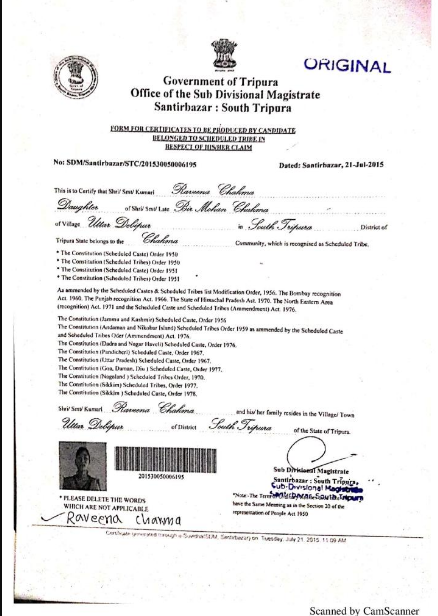 ORIGINAL
Government of Tripura
Office of the Sub Divisional Magistrate
Santirbazar : South Tripura
FORM FOR CERTIFICATES TO BE PRODUCED BY CANDIDATE
BELONGED TO SCHEDULED TRIBE IN
RESPECT OF HIS/HER CLAIM
No: SDM/Santirbazar/STC/201530050006195 Dated: Santirbazar, 21-Jul-2015
This is to Certify that Shri/ Smt/ Kumari Raveena Chakma
Daughter of Shri/ Smt/ Late Bir Mohan Chakma
of Village Uttar Debipur in South Tripura District of
Tripura State belongs to the Chakma Community, which is recognised as Scheduled Tribe.
* The Constitution (Scheduled Caste) Order 1950
* The Constitution (Scheduled Tribes) Order 1950
* The Constitution (Scheduled Caste) Order 1951
* The Constitution (Scheduled Tribes) Order 1951
As ammended by the Scheduled Castes & Scheduled Tribes list Modification Order, 1956. The Bombay recognition
Act. 1960. The Punjab recognition Act. 1966. The State of Himachal Pradesh Act. 1970. The North Eastern Area
(recognition) Act. 1971 and the Scheduled Caste and Scheduled Tribes (Ammendment) Act. 1976.
The Constitution (Jammu and Kashmir) Scheduled Caste, Order 1956
The Constitution (Andaman and Nikobar Island) Scheduled Tribes Order 1959 as ammended by the Scheduled Caste
and Scheduled Tribes Oder (Ammendment) Act. 1976.
The Constitution (Dadra and Nagar Haveli) Scheduled Caste, Order 1976.
The Constitution (Pondicheri) Scheduled Caste, Order 1967.
The Constitution (Uttar Pradesh) Scheduled Caste, Order 1967.
The Constitution (Goa, Daman, Dio ) Scheduled Caste, Order 1977.
The Constitution (Nagoland ) Scheduled Tribes Order, 1970.
The Constitution (Sikkim) Scheduled Tribes, Order 1977.
The Constitution (Sikkim ) Scheduled Caste, Order 1978.
Shri/ Smt/ Kumari Raveena Chakma and his/ her family resides in the Village/ Town
Uttar Debipur of District South Tripura of the State of Tripura.
201530050006195
Sub Divisional Magistrate
Santirbazar : South Tripura
Sub-Divisional Magistrate
Santirbazar, South Tripura
* PLEASE DELETE THE WORDS
WHICH ARE NOT APPLICABLE
*Note:-The Term
have the Same Meaning as in the Section 20 of the
representation of People Act 1950
Raveena chakma
Certificate generated through e-Suvidha(SDM, Santirbazar) on Tuesday, July 21, 2015, 11:09 AM
Scanned by CamScanner